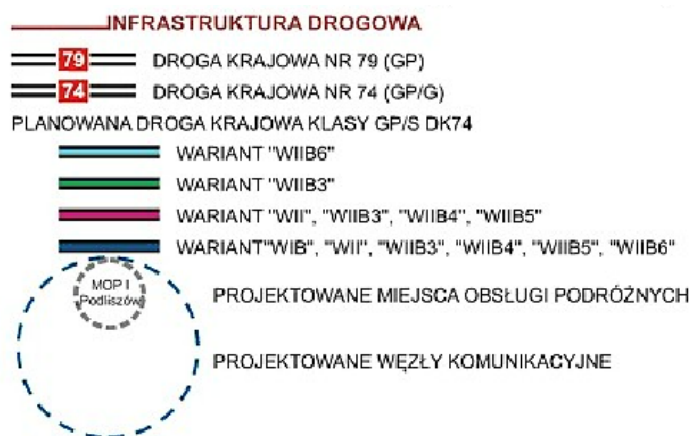 INFRASTRUKTURA DROGOWA
79 DROGA KRAJOWA NR 79 (GP)
74 DROGA KRAJOWA NR 74 (GP/G)
PLANOWANA DROGA KRAJOWA KLASY GP/S DK74
WARIANT "WIIB6"
WARIANT "WIIB3"
WARIANT "WII", "WIIB3", "WIIB4", "WIIB5"
WARIANT"WIB", "WII", "WIIB3", "WIIB4", "WIIB5", "WIIB6"
MOP I
Podliszów
PROJEKTOWANE MIEJSCA OBSŁUGI PODRÓŻNYCH
PROJEKTOWANE WĘZŁY KOMUNIKACYJNE